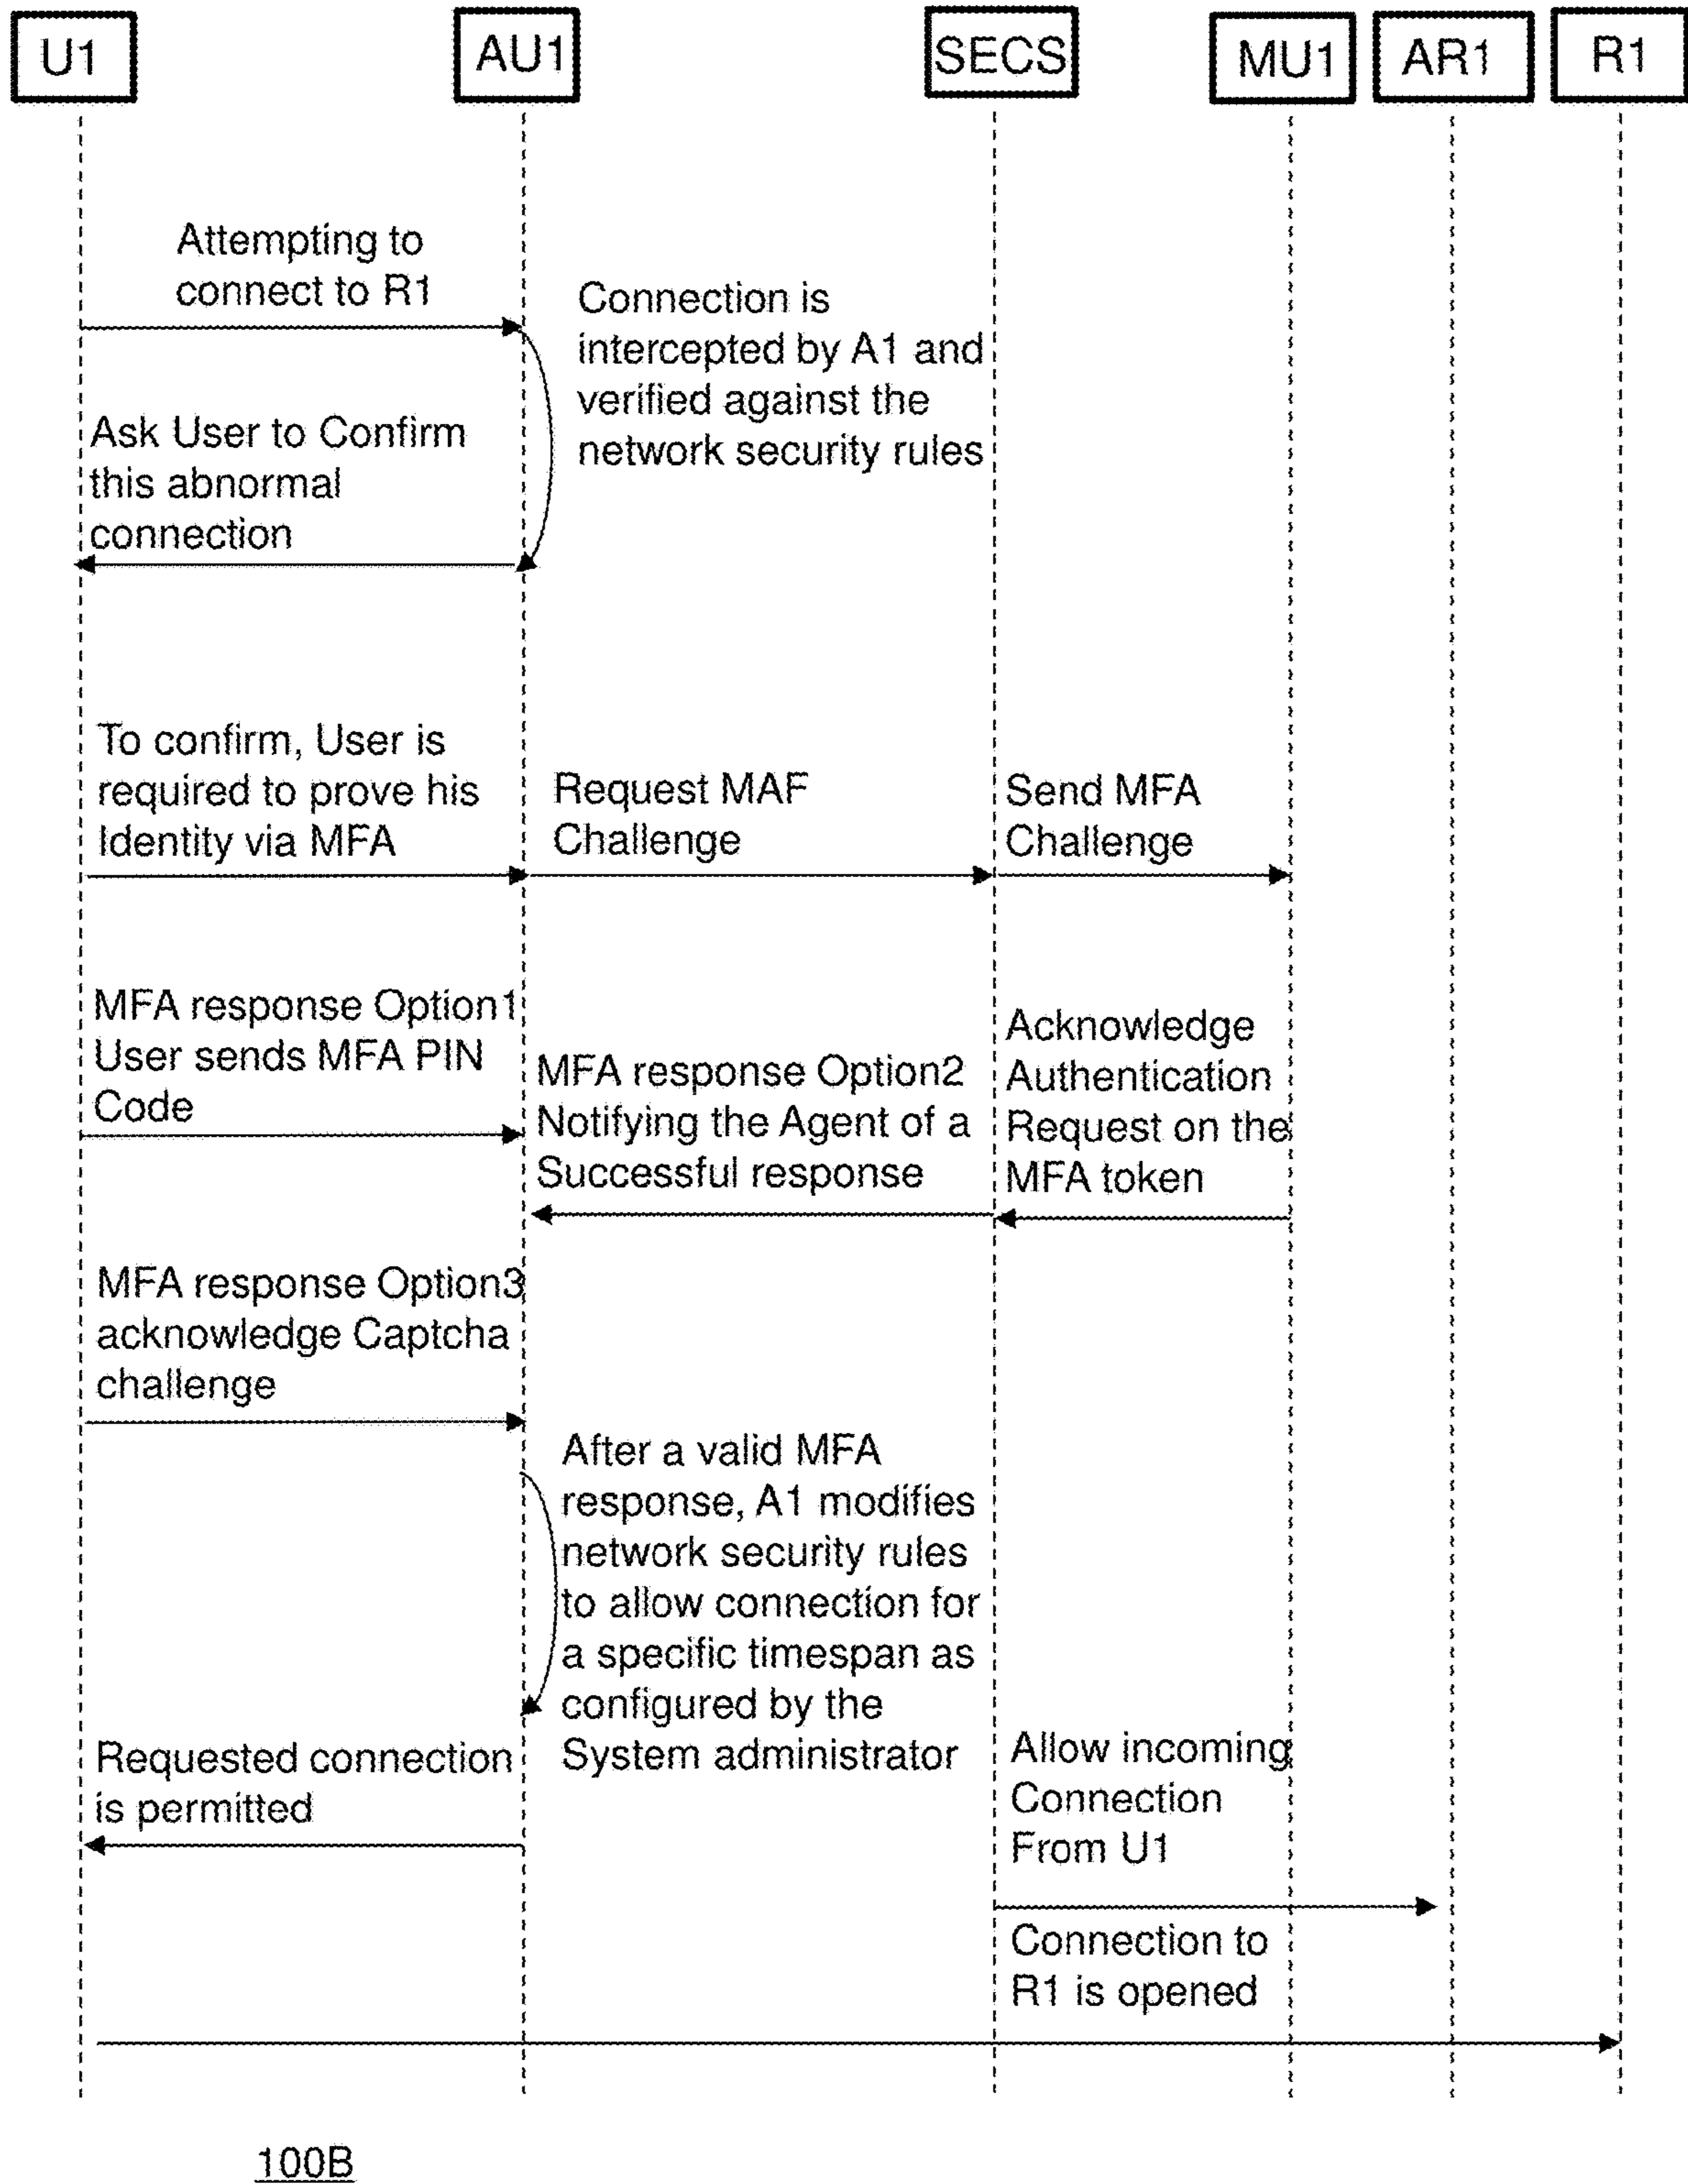 U1
AU1
SECS
MU1
AR1
R1
Attempting to
connect to R1
Connection is
intercepted by A1 and
verified against the
network security rules
Ask User to Confirm
this abnormal
connection
To confirm, User is
required to prove his
Identity via MFA
Request MAF
Challenge
Send MFA
Challenge
MFA response Option1
User sends MFA PIN
Code
MFA response Option2
Notifying the Agent of a
Successful response
Acknowledge
Authentication
Request on the
MFA token
MFA response Option3
acknowledge Captcha
challenge
After a valid MFA
response, A1 modifies
network security rules
to allow connection for
a specific timespan as
configured by the
System administrator
Requested connection
is permitted
Allow incoming
Connection
From U1
Connection to
R1 is opened
100B